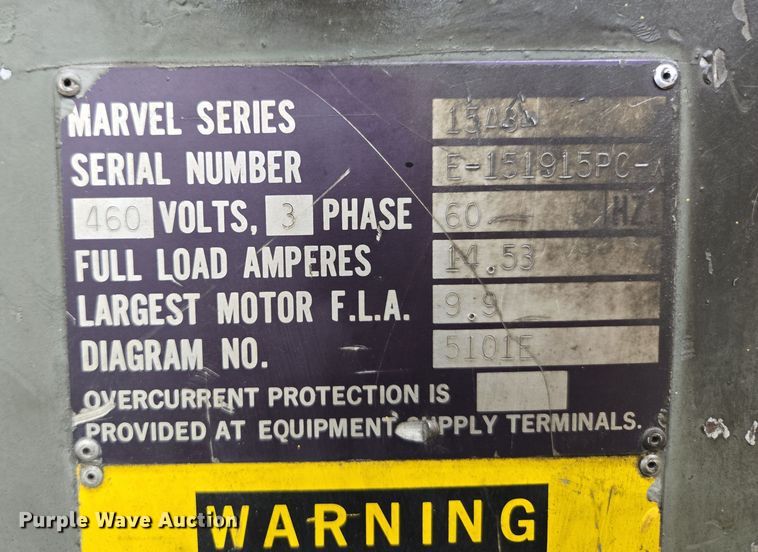 MARVEL SERIES
SERIAL NUMBER E-151915PC-
460 VOLTS, 3 PHASE 60 HZ
FULL LOAD AMPERES 14.53
LARGEST MOTOR F.L.A. 9.9
DIAGRAM NO. 5101E
OVERCURRENT PROTECTION IS
PROVIDED AT EQUIPMENT SUPPLY TERMINALS.
WARNING
Purple Wave Auction